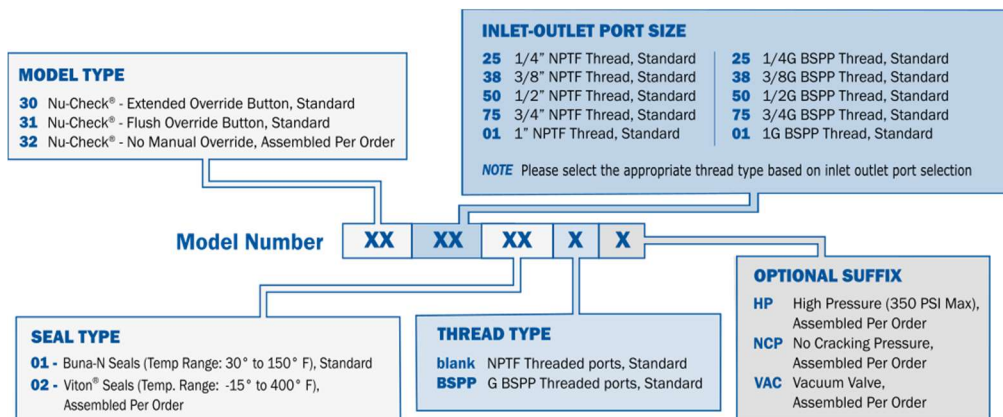 MODEL TYPE
30 Nu-Check® - Extended Override Button, Standard
31 Nu-Check® - Flush Override Button, Standard
32 Nu-Check® - No Manual Override, Assembled Per Order
INLET-OUTLET PORT SIZE
25 1/4” NPTF Thread, Standard
38 3/8” NPTF Thread, Standard
50 1/2” NPTF Thread, Standard
75 3/4” NPTF Thread, Standard
01 1” NPTF Thread, Standard
25 1/4G BSPP Thread, Standard
38 3/8G BSPP Thread, Standard
50 1/2G BSPP Thread, Standard
75 3/4G BSPP Thread, Standard
01 1G BSPP Thread, Standard
NOTE Please select the appropriate thread type based on inlet outlet port selection
Model Number XX XX XX X X
SEAL TYPE
01 - Buna-N Seals (Temp Range: 30° to 150° F), Standard
02 - Viton® Seals (Temp. Range: -15° to 400° F),
Assembled Per Order
THREAD TYPE
blank NPTF Threaded ports, Standard
BSPP G BSPP Threaded ports, Standard
OPTIONAL SUFFIX
HP High Pressure (350 PSI Max),
Assembled Per Order
NCP No Cracking Pressure,
Assembled Per Order
VAC Vacuum Valve,
Assembled Per Order